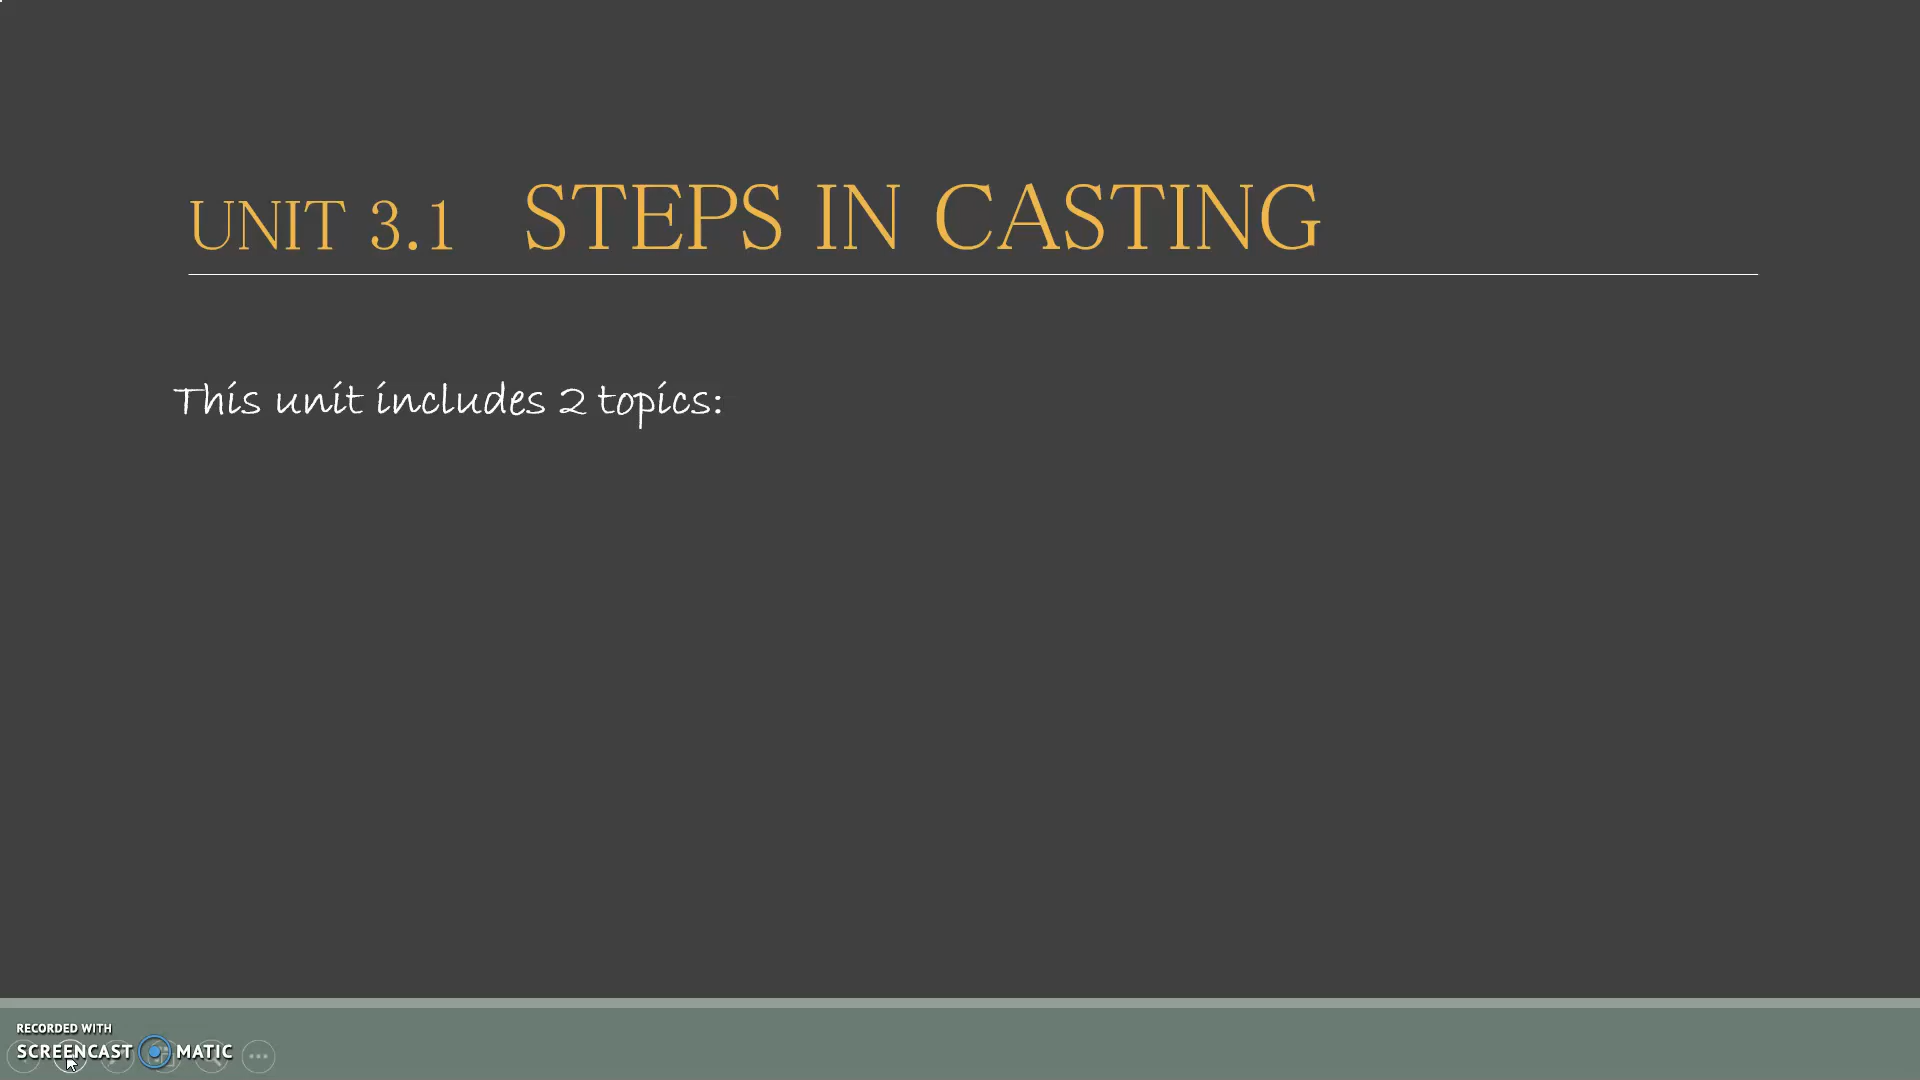 UNIT 3.1 STEPS IN CASTING
This unit includes 2 topics:
RECORDED WITH
SCREENCAST MATIC